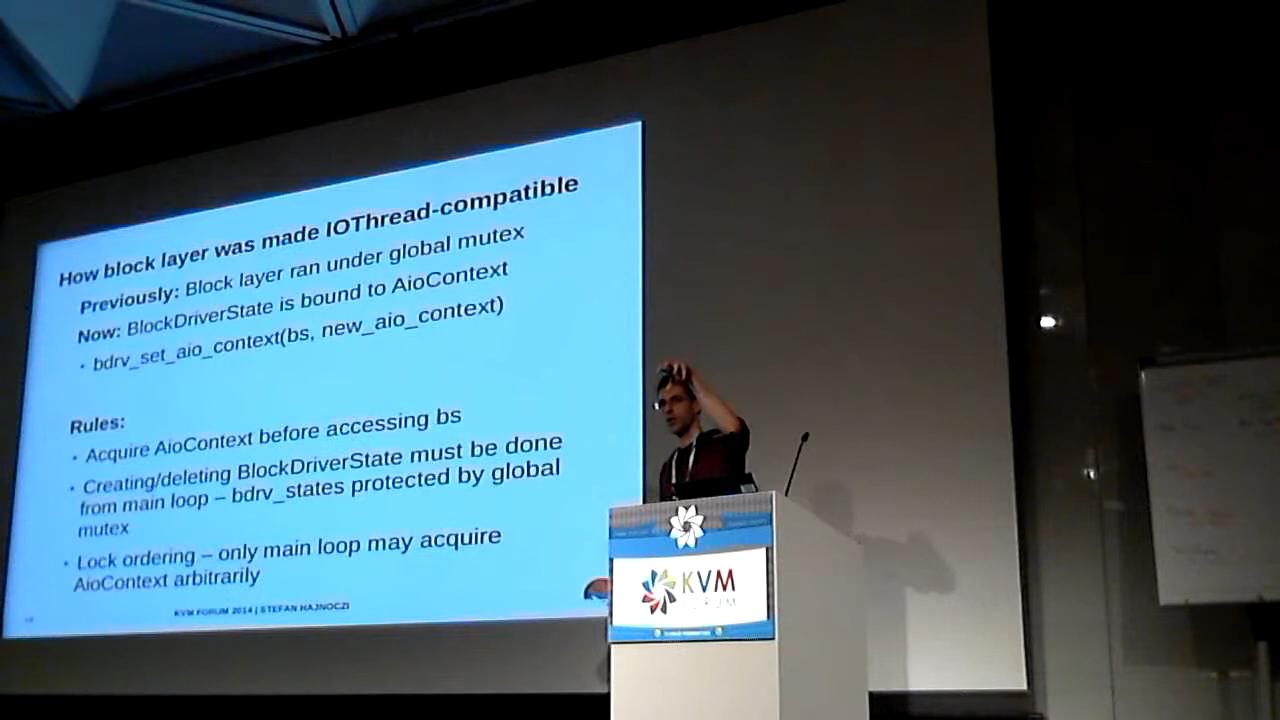 How block layer was made IOThread-compatible
Previously: Block layer ran under global mutex
Now: BlockDriverState is bound to AioContext
• bdrv_set_aio_context(bs, new_aio_context)
Rules:
• Acquire AioContext before accessing bs
• Creating/deleting BlockDriverState must be done
from main loop – bdrv_states protected by global
mutex
• Lock ordering – only main loop may acquire
AioContext arbitrarily
KVM FORUM 2014 | STEFAN HAJNOCZI
KVM
FORUM